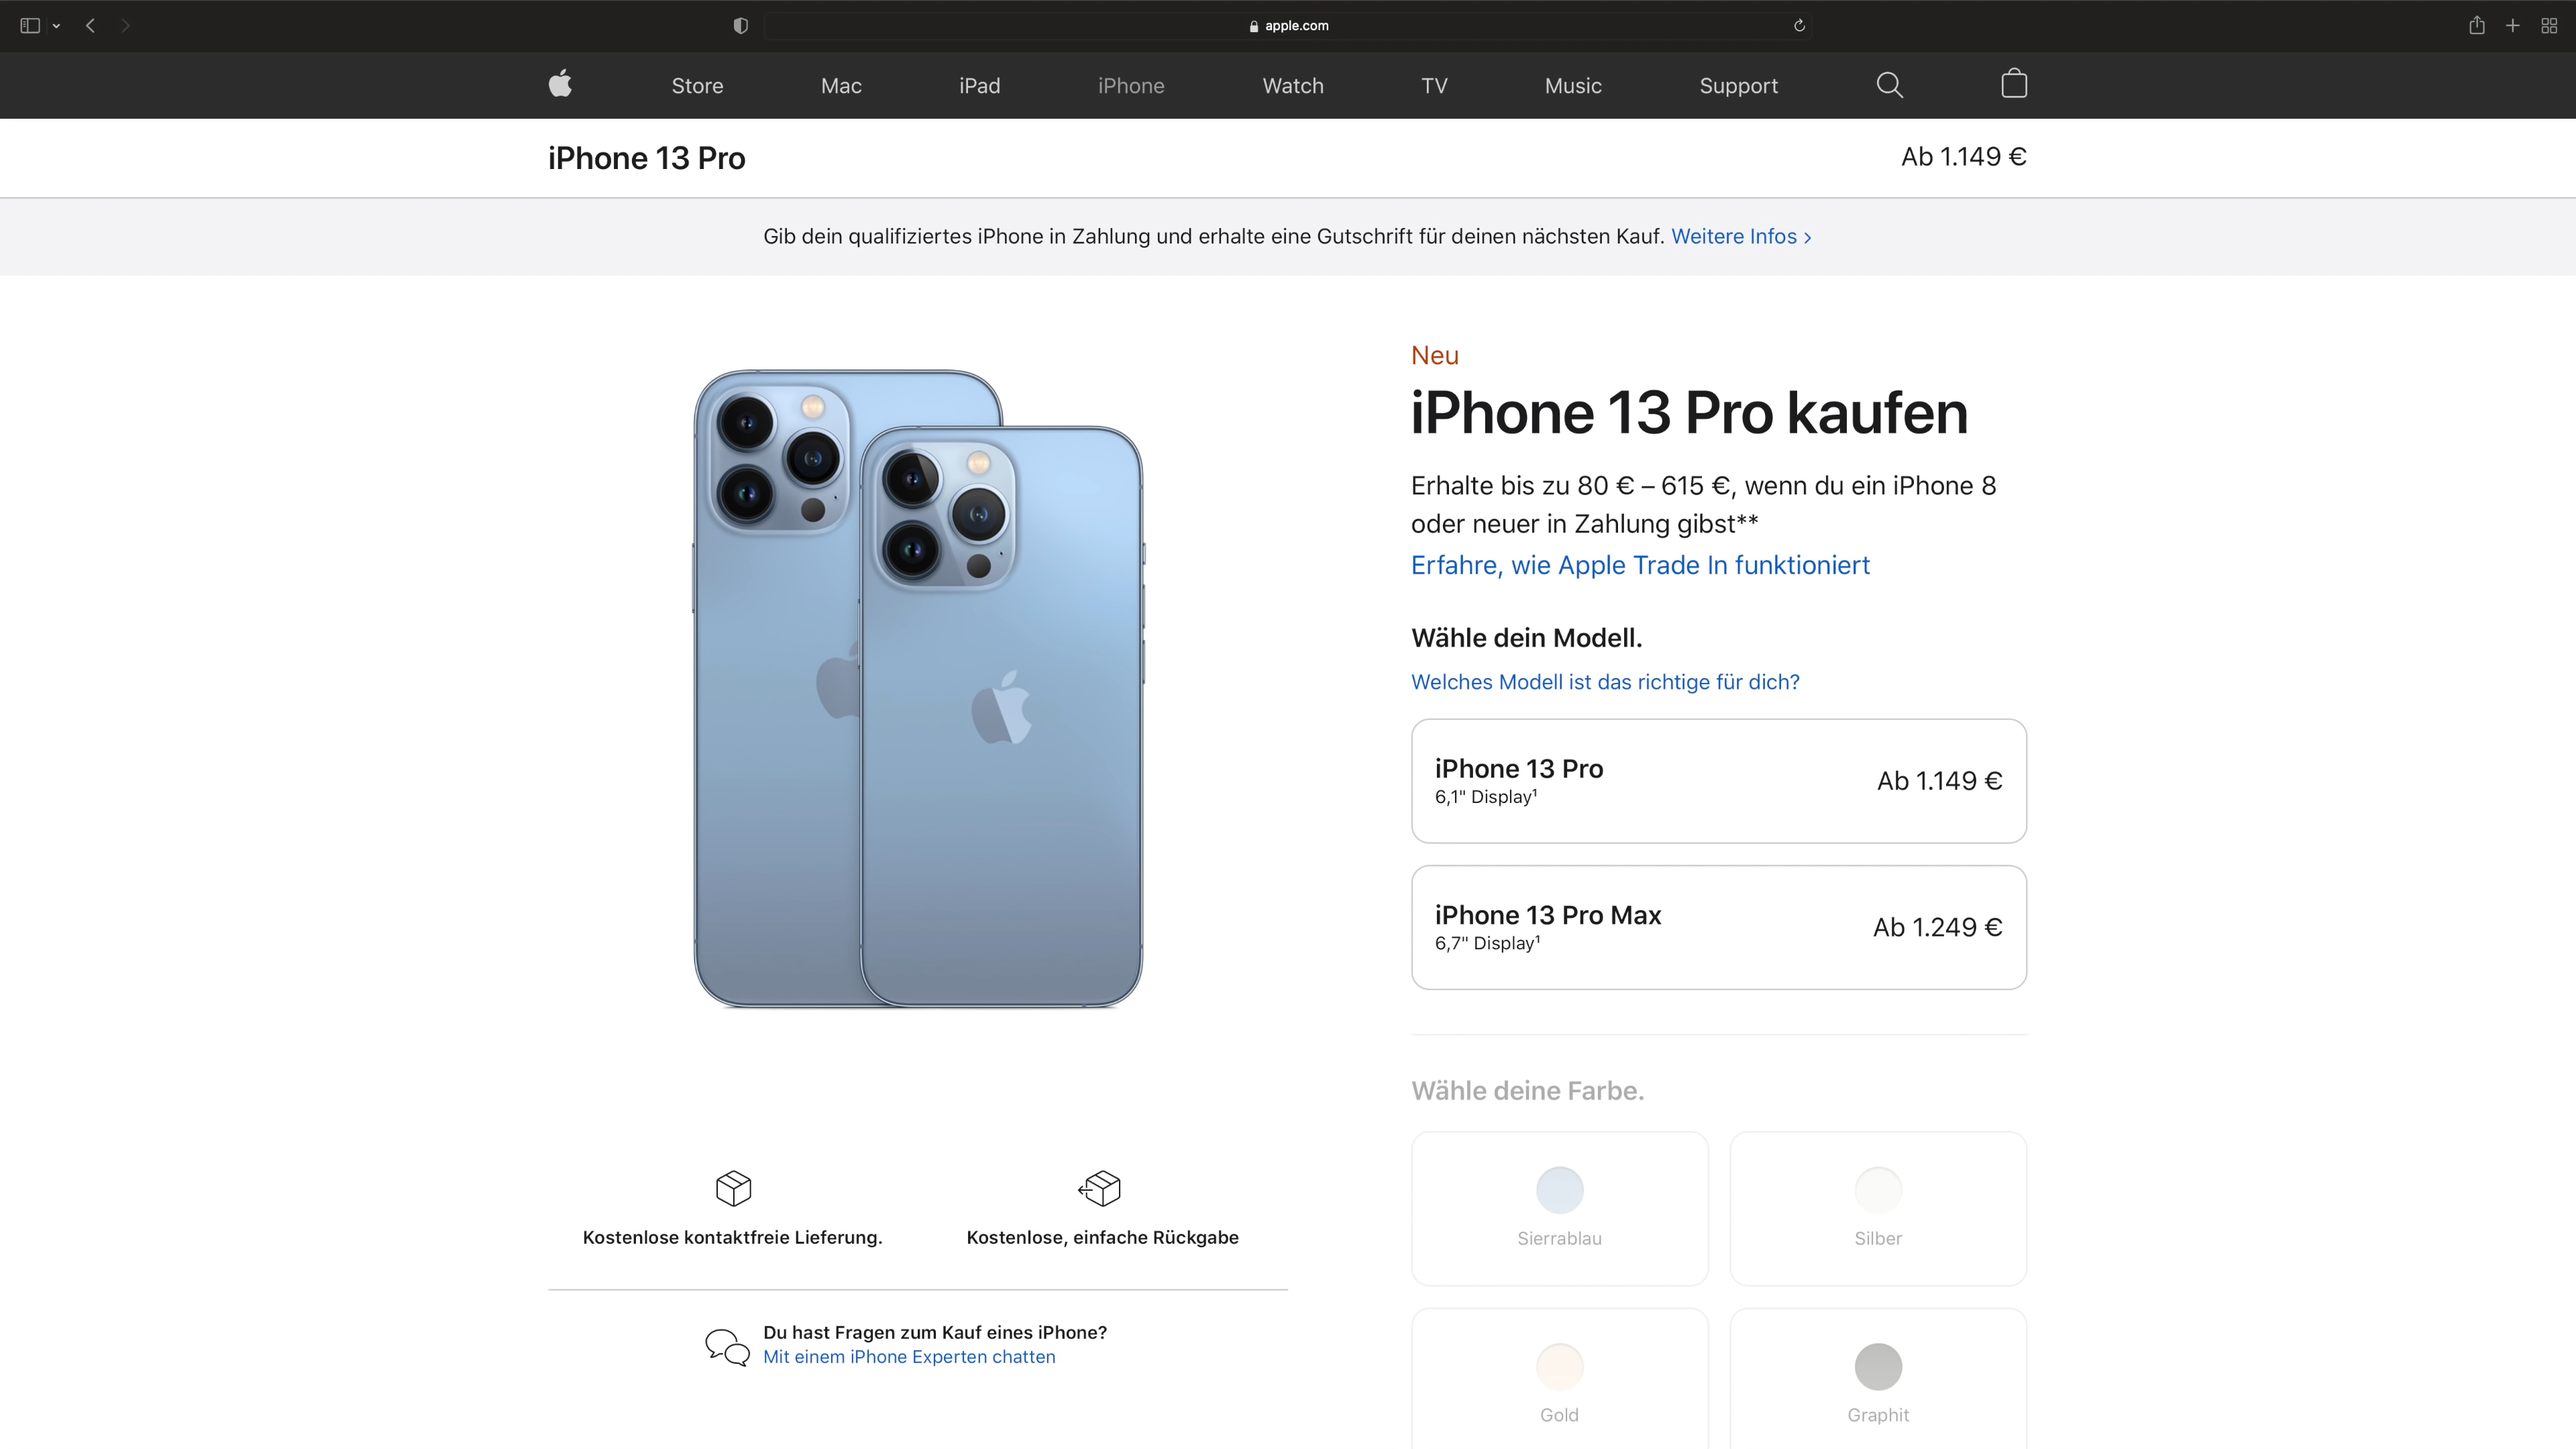 apple.com
Store
Mac
iPad
iPhone
Watch
TV
Music
Support
iPhone 13 Pro
Ab 1.149 €
Gib dein qualifiziertes iPhone in Zahlung und erhalte eine Gutschrift für deinen nächsten Kauf. Weitere Infos >
Neu
iPhone 13 Pro kaufen
Erhalte bis zu 80 € – 615 €, wenn du ein iPhone 8
oder neuer in Zahlung gibst**
Erfahre, wie Apple Trade In funktioniert
Wähle dein Modell.
Welches Modell ist das richtige für dich?
iPhone 13 Pro
6,1" Display¹
Ab 1.149 €
iPhone 13 Pro Max
6,7" Display¹
Ab 1.249 €
Wähle deine Farbe.
Sierrablau
Silber
Gold
Graphit
Kostenlose kontaktfreie Lieferung.
Kostenlose, einfache Rückgabe
Du hast Fragen zum Kauf eines iPhone?
Mit einem iPhone Experten chatten